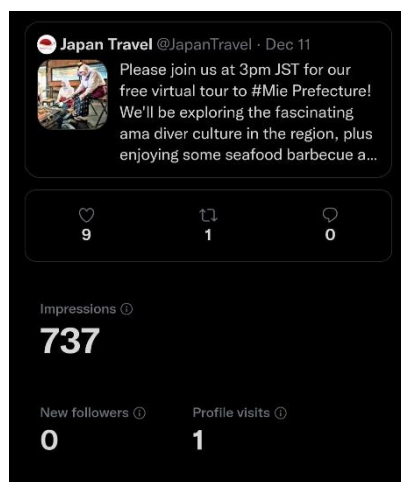 Japan Travel @JapanTravel · Dec 11
Please join us at 3pm JST for our
free virtual tour to #Mie Prefecture!
We'll be exploring the fascinating
ama diver culture in the region, plus
enjoying some seafood barbecue a...
9 1 0
Impressions
737
New followers Profile visits
0 1